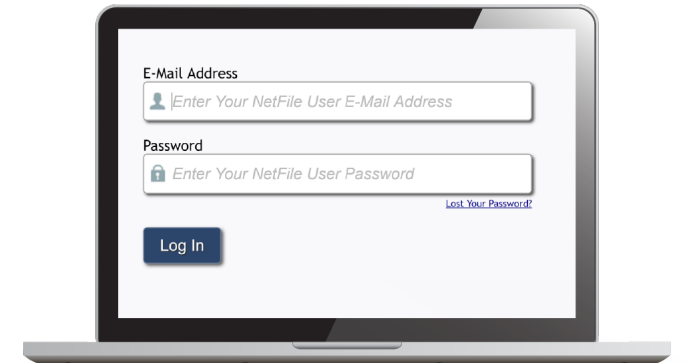 E-Mail Address
Enter Your NetFile User E-Mail Address
Password
Enter Your NetFile User Password
Lost Your Password?
Log In